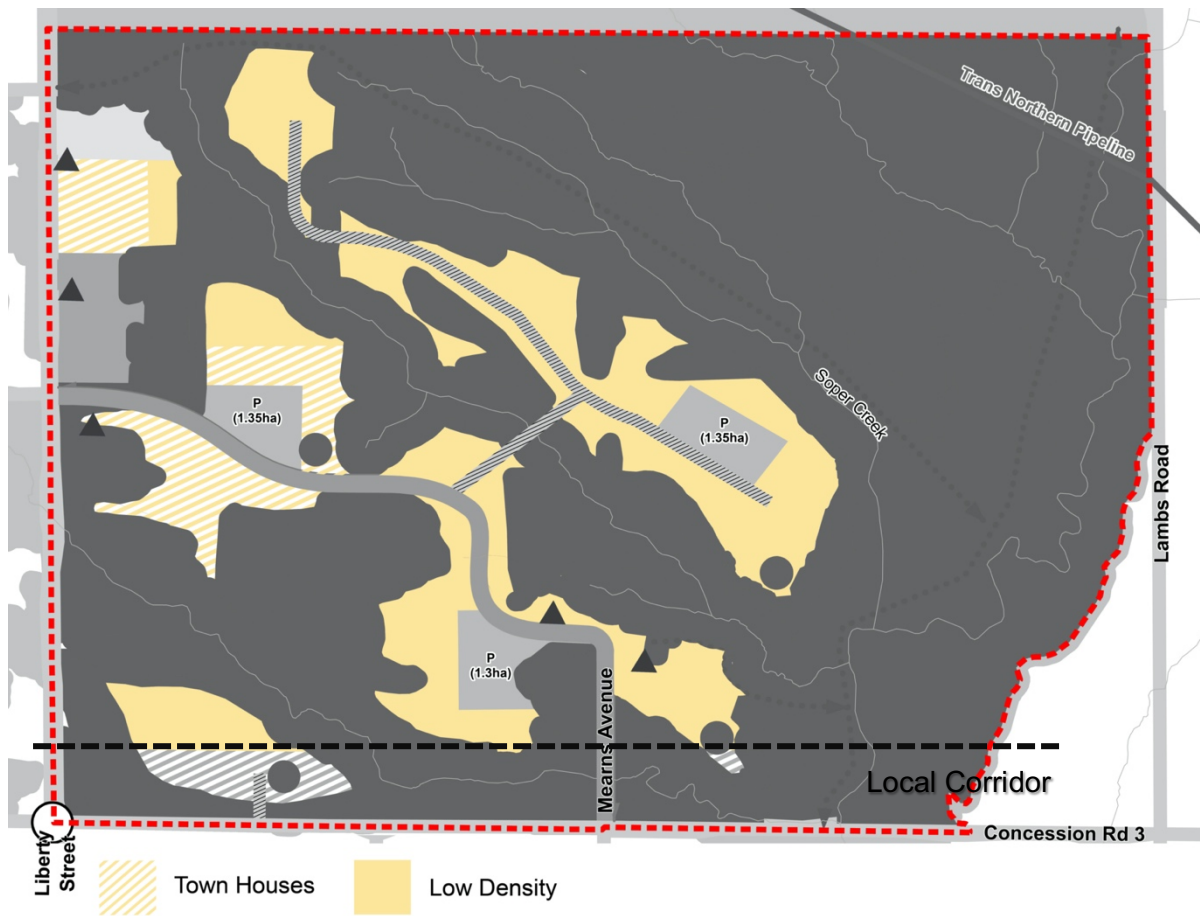 Trans Northern Pipeline
P
(1.35ha)
P
(1.35ha)
Soper Creek
Lambs Road
P
(1.3ha)
Mearns Avenue
Local Corridor
Concession Rd 3
Liberty
Street
Town Houses
Low Density